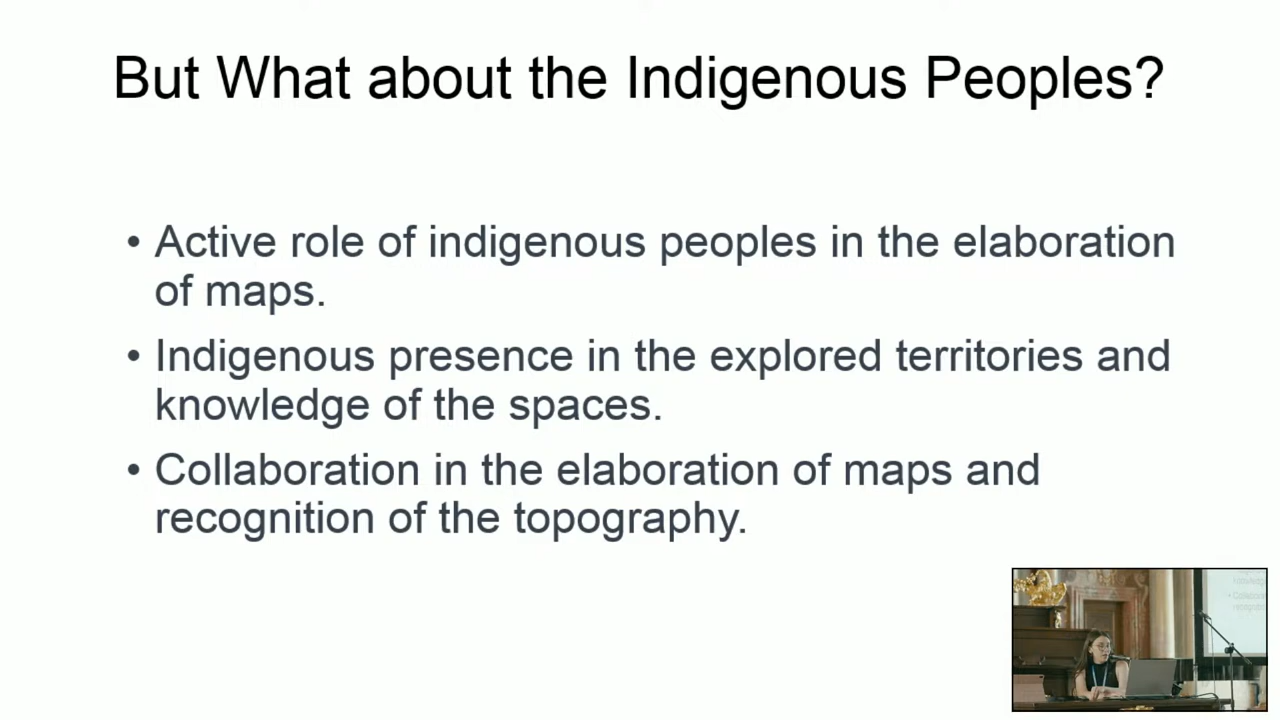 But What about the Indigenous Peoples?
• Active role of indigenous peoples in the elaboration
of maps.
• Indigenous presence in the explored territories and
knowledge of the spaces.
• Collaboration in the elaboration of maps and
recognition of the topography.